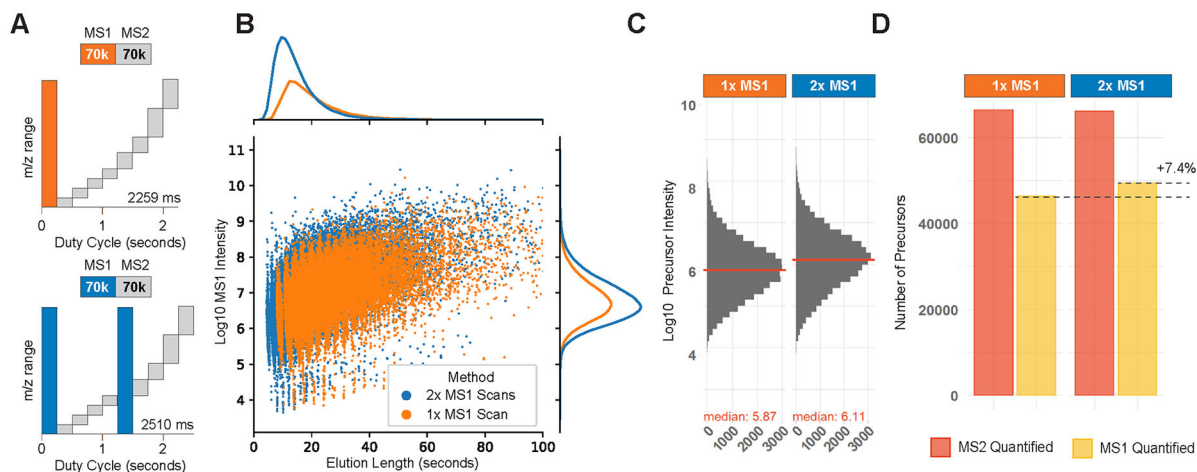 A
MS1 MS2
70k 70k
m/z range
2259 ms
0 1 2
Duty Cycle (seconds)
MS1 MS2
70k 70k
m/z range
2510 ms
0 1 2
Duty Cycle (seconds)
B
Log10 MS1 Intensity
11
10
9
8
7
6
5
4
Method
2x MS1 Scans
1x MS1 Scan
0 20 40 60 80 100
Elution Length (seconds)
C
1x MS1 2x MS1
Log10 Precursor Intensity
10
8
6
4
median: 5.87 median: 6.11
0 1000 2000 3000 0 1000 2000 3000
D
1x MS1 2x MS1
Number of Precursors
60000
40000
20000
0
+7.4%
MS2 Quantified MS1 Quantified